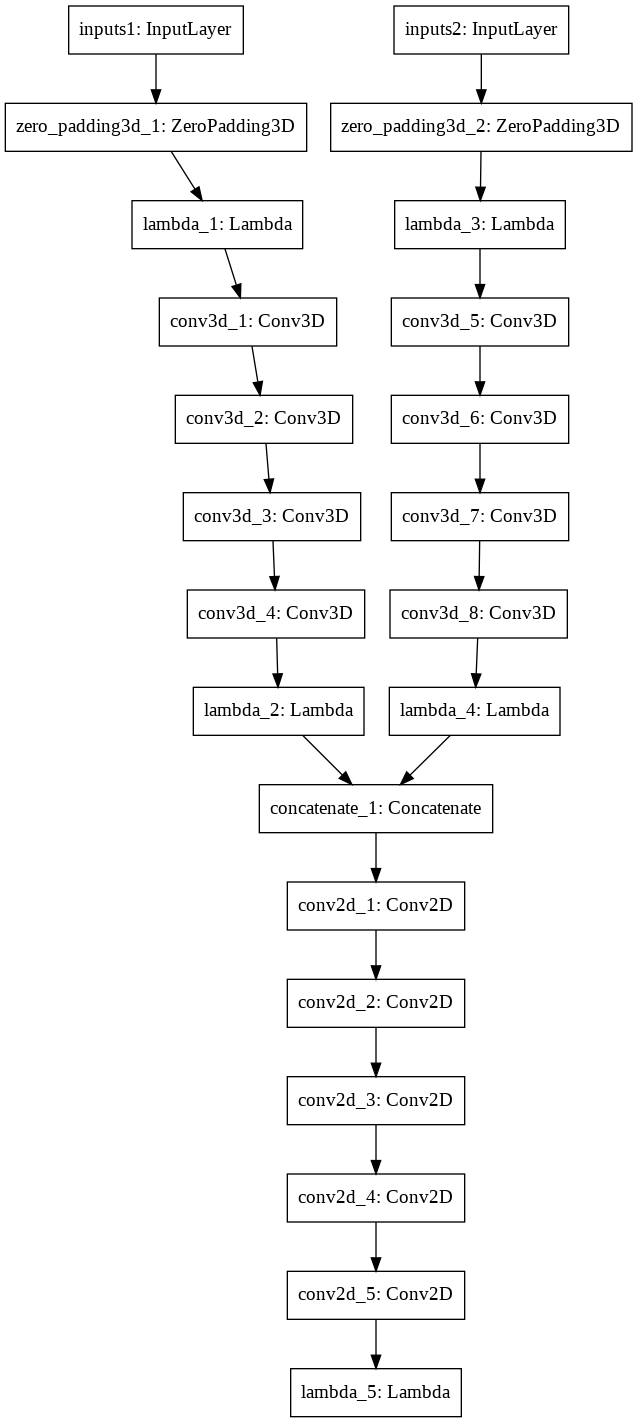 inputs1: InputLayer
inputs2: InputLayer
zero_padding3d_1: ZeroPadding3D
zero_padding3d_2: ZeroPadding3D
lambda_1: Lambda
lambda_3: Lambda
conv3d_1: Conv3D
conv3d_5: Conv3D
conv3d_2: Conv3D
conv3d_6: Conv3D
conv3d_3: Conv3D
conv3d_7: Conv3D
conv3d_4: Conv3D
conv3d_8: Conv3D
lambda_2: Lambda
lambda_4: Lambda
concatenate_1: Concatenate
conv2d_1: Conv2D
conv2d_2: Conv2D
conv2d_3: Conv2D
conv2d_4: Conv2D
conv2d_5: Conv2D
lambda_5: Lambda